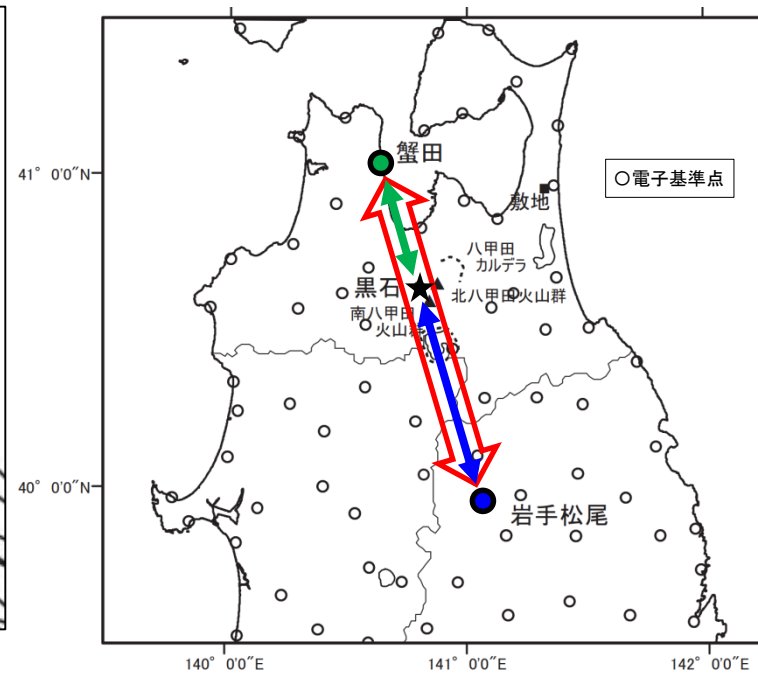 蟹田
41° 0'0"N
○電子基準点
敷地
八甲田
カルデラ
黒石
北八甲田火山群
南八甲田
火山群
40° 0'0"N
岩手松尾
140° 0'0"E
141° 0'0"E
142° 0'0"E